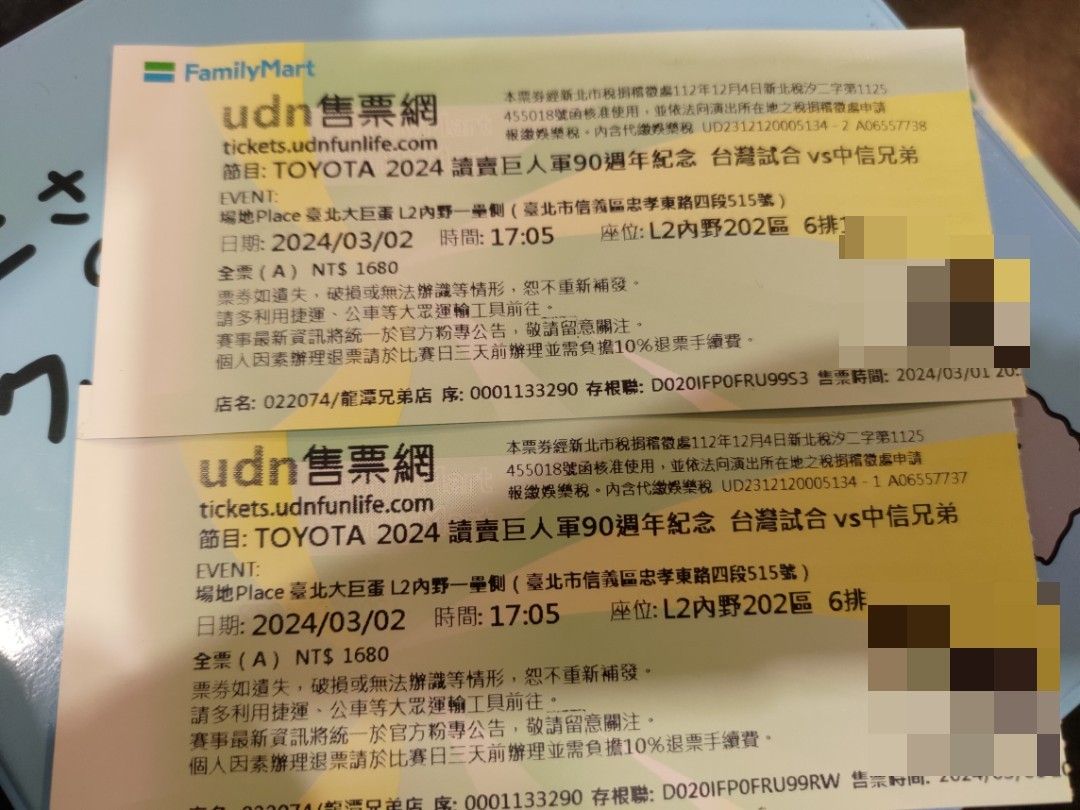 FamilyMart
udn售票網
tickets.udnfunlife.com
本票券經新北市稅捐稽徵處112年12月4日新北稅汐二字第1125
455018號函核准使用，並依法向演出所在地之稅捐稽徵處申請
報繳娛樂稅。內含代繳娛樂稅 UD2312120005134 - 2 A06557738
節目: TOYOTA 2024 讀賣巨人軍90週年紀念 台灣試合 vs中信兄弟
EVENT:
場地Place 臺北大巨蛋 L2內野一壘側（臺北市信義區忠孝東路四段515號）
日期: 2024/03/02 時間: 17:05 座位: L2內野202區 6排
全票（A） NT$ 1680
票券如遺失，破損或無法辦識等情形，恕不重新補發。
請多利用捷運、公車等大眾運輸工具前往。
賽事最新資訊將統一於官方粉專公告，敬請留意關注。
個人因素辦理退票請於比賽日三天前辦理並需負擔10%退票手續費。
店名: 022074/龍潭兄弟店 序: 0001133290 存根聯: D020IFP0FRU99S3 售票時間: 2024/03/01 20:
udn售票網
tickets.udnfunlife.com
本票券經新北市稅捐稽徵處112年12月4日新北稅汐二字第1125
455018號函核准使用，並依法向演出所在地之稅捐稽徵處申請
報繳娛樂稅。內含代繳娛樂稅 UD2312120005134 - 1 A06557737
節目: TOYOTA 2024 讀賣巨人軍90週年紀念 台灣試合 vs中信兄弟
EVENT:
場地Place 臺北大巨蛋 L2內野一壘側（臺北市信義區忠孝東路四段515號）
日期: 2024/03/02 時間: 17:05 座位: L2內野202區 6排
全票（A） NT$ 1680
票券如遺失，破損或無法辦識等情形，恕不重新補發。
請多利用捷運、公車等大眾運輸工具前往。
賽事最新資訊將統一於官方粉專公告，敬請留意關注。
個人因素辦理退票請於比賽日三天前辦理並需負擔10%退票手續費。
店名: 022074/龍潭兄弟店 序: 0001133290 存根聯: D020IFP0FRU99RW 售票時間: